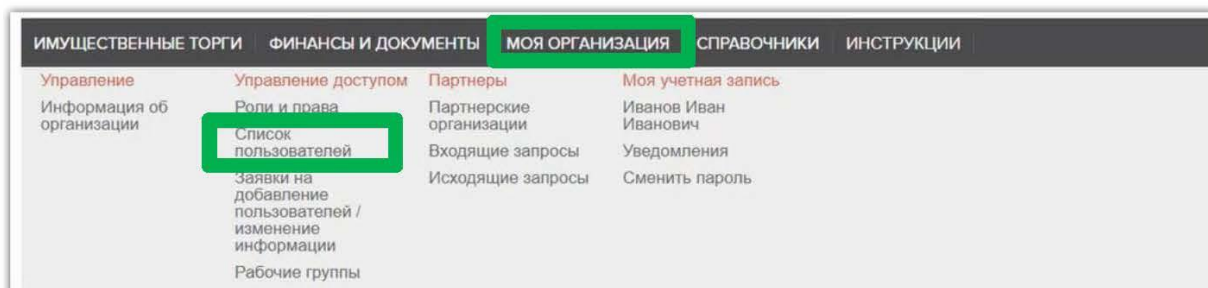 ИМУЩЕСТВЕННЫЕ ТОРГИ ФИНАНСЫ И ДОКУМЕНТЫ МОЯ ОРГАНИЗАЦИЯ СПРАВОЧНИКИ ИНСТРУКЦИИ
Управление
Информация об
организации
Управление доступом
Роли и права
Список
пользователей
Заявки на
добавление
пользователей /
изменение
информации
Рабочие группы
Партнеры
Партнерские
организации
Входящие запросы
Исходящие запросы
Моя учетная запись
Иванов Иван
Иванович
Уведомления
Сменить пароль